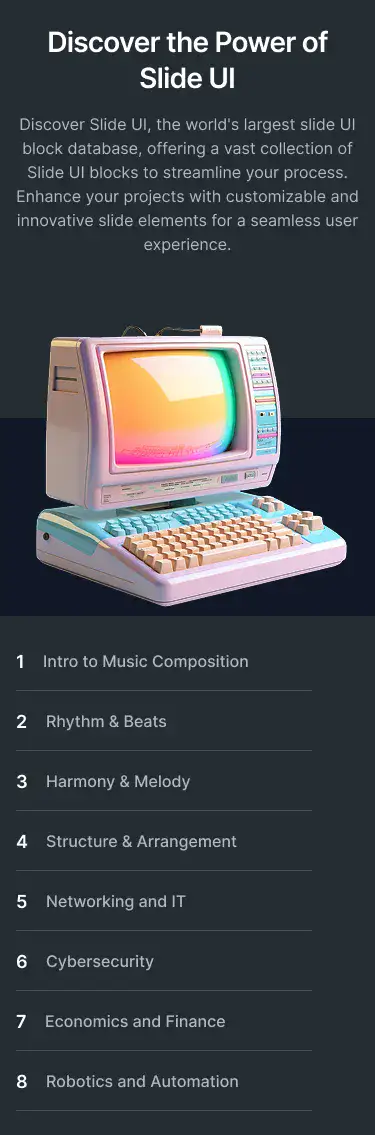 Discover the Power of
Slide UI
Discover Slide UI, the world's largest slide UI
block database, offering a vast collection of
Slide UI blocks to streamline your process.
Enhance your projects with customizable and
innovative slide elements for a seamless user
experience.
1 Intro to Music Composition
2 Rhythm & Beats
3 Harmony & Melody
4 Structure & Arrangement
5 Networking and IT
6 Cybersecurity
7 Economics and Finance
8 Robotics and Automation